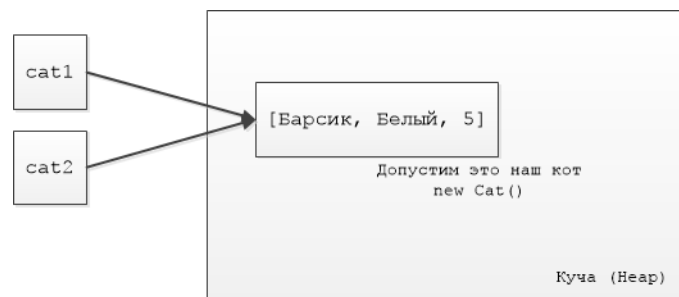 cat1
[Барсик, Белый, 5]
cat2
Допустим это наш кот
new Cat()
Куча (Heap)